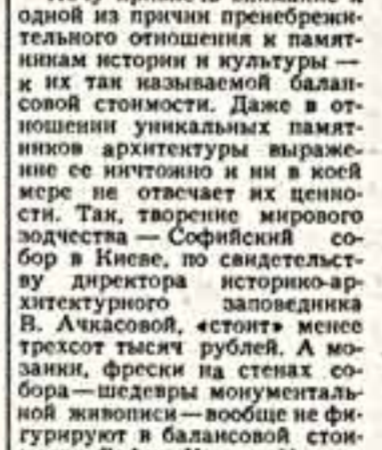 одной из причин пренебрежи-
тельного отношения к памят-
никам истории и культуры —
к их так называемой балан-
совой стоимости. Даже в от-
ношении уникальных памят-
ников архитектуры выраже-
ние ее ничтожно и ни в коей
мере не отвечает их ценно-
сти. Так, творение мирового
зодчества — Софийский со-
бор в Киеве, по свидетельст-
ву директора историко-ар-
хитектурного заповедника
В. Ачкасовой, «стоит» менее
трехсот тысяч рублей. А мо-
заики, фрески на стенах со-
бора — шедевры монументаль-
ной живописи — вообще не фи-
гурируют в балансовой стои-